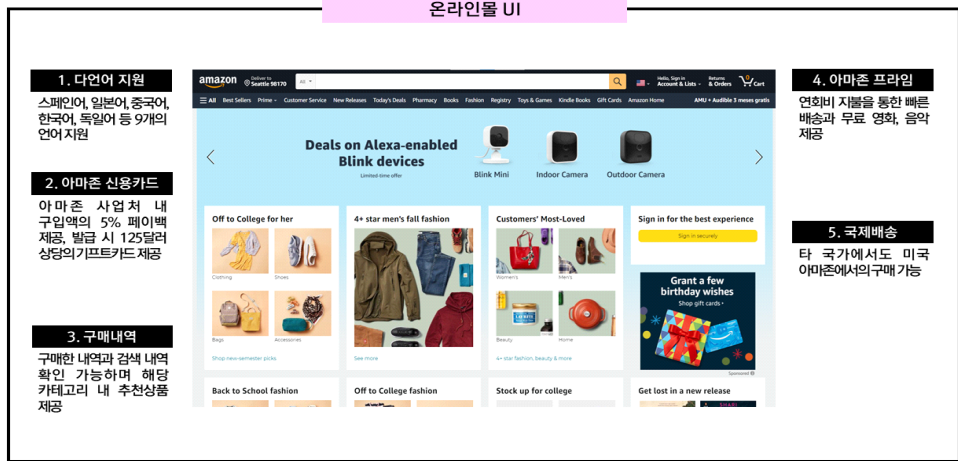 온라인몰 UI
1. 다언어 지원
스페인어, 일본어, 중국어,
한국어, 독일어 등 9개의
언어 지원
2. 아마존 신용카드
아마존 사업처 내
구입액의 5% 페이백
제공, 발급 시 125달러
상당의 기프트카드 제공
3. 구매내역
구매한 내역과 검색 내역
확인 가능하며 해당
카테고리 내 추천상품
제공
amazon
Deliver to
Seattle 98170
All
Hello, Sign in
Account & Lists
Returns
& Orders
0
Cart
All Best Sellers Prime Customer Service New Releases Today's Deals Pharmacy Books Fashion Registry Toys & Games Kindle Books Gift Cards Amazon Home AMU + Audible 3 meses gratis
Deals on Alexa-enabled
Blink devices
Limited time offer
Blink Mini Indoor Camera Outdoor Camera
Off to College for her
Clothing Shoes
Bags Accessories
Shop new-semester picks
4+ star men's fall fashion
See more
Customers' Most-Loved
Women's Men's
Beauty Home
4+ star fashion, beauty & more
Sign in for the best experience
Sign in securely
Grant a few
birthday wishes
Shop gift cards
Sponsored
Back to School fashion
Off to College fashion
Stock up for college
Get lost in a new release
4. 아마존 프라임
연회비 지불을 통한 빠른
배송과 무료 영화, 음악
제공
5. 국제배송
타 국가에서도 미국
아마존에서의 구매 가능